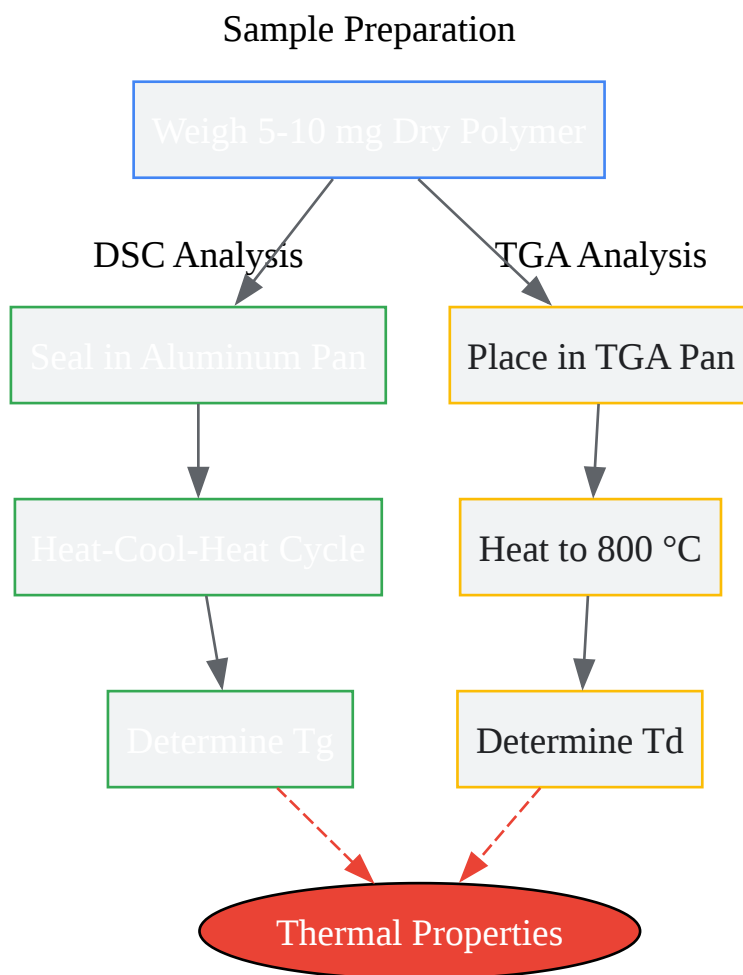 Sample Preparation
Weigh 5-10 mg Dry Polymer
DSC Analysis
TGA Analysis
Seal in Aluminum Pan
Place in TGA Pan
Heat-Cool-Heat Cycle
Heat to 800 °C
Determine Tg
Determine Td
Thermal Properties